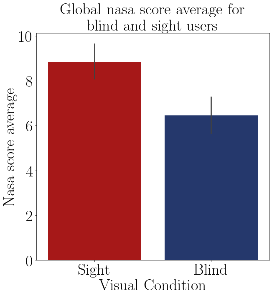 Global nasa score average for
blind and sight users
Nasa score average
10
8
6
4
2
0
Sight
Blind
Visual Condition